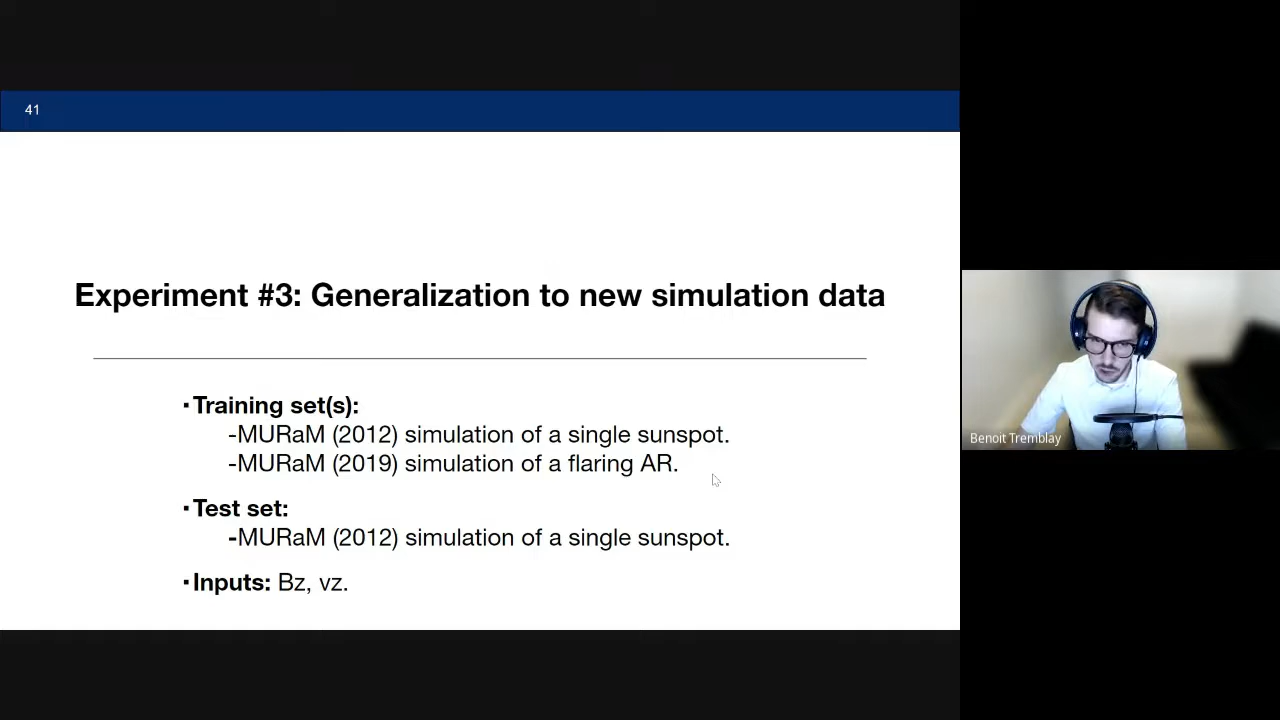 41
Experiment #3: Generalization to new simulation data
▪Training set(s):
-MURaM (2012) simulation of a single sunspot.
-MURaM (2019) simulation of a flaring AR.
▪Test set:
-MURaM (2012) simulation of a single sunspot.
▪Inputs: Bz, vz.
Benoit Tremblay